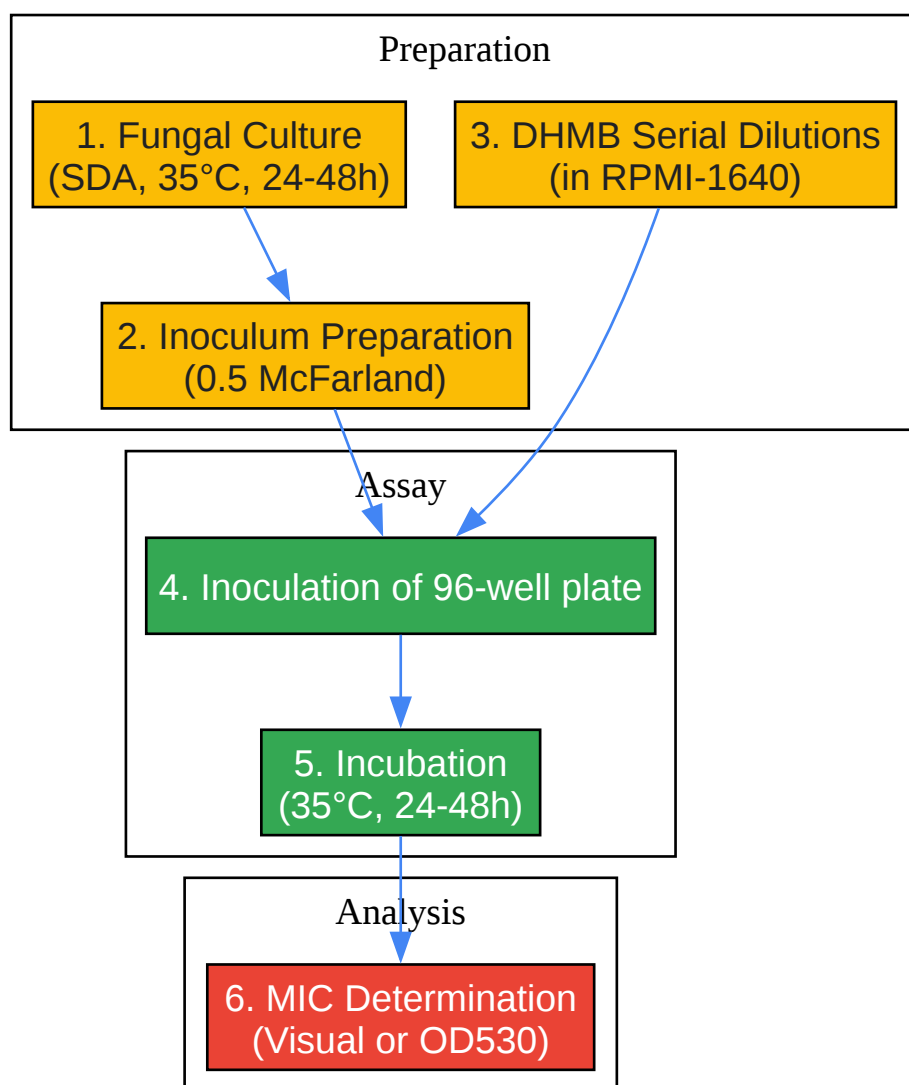 Preparation
1. Fungal Culture
(SDA, 35°C, 24-48h)
3. DHMB Serial Dilutions
(in RPMI-1640)
2. Inoculum Preparation
(0.5 McFarland)
Assay
4. Inoculation of 96-well plate
5. Incubation
(35°C, 24-48h)
Analysis
6. MIC Determination
(Visual or OD530)